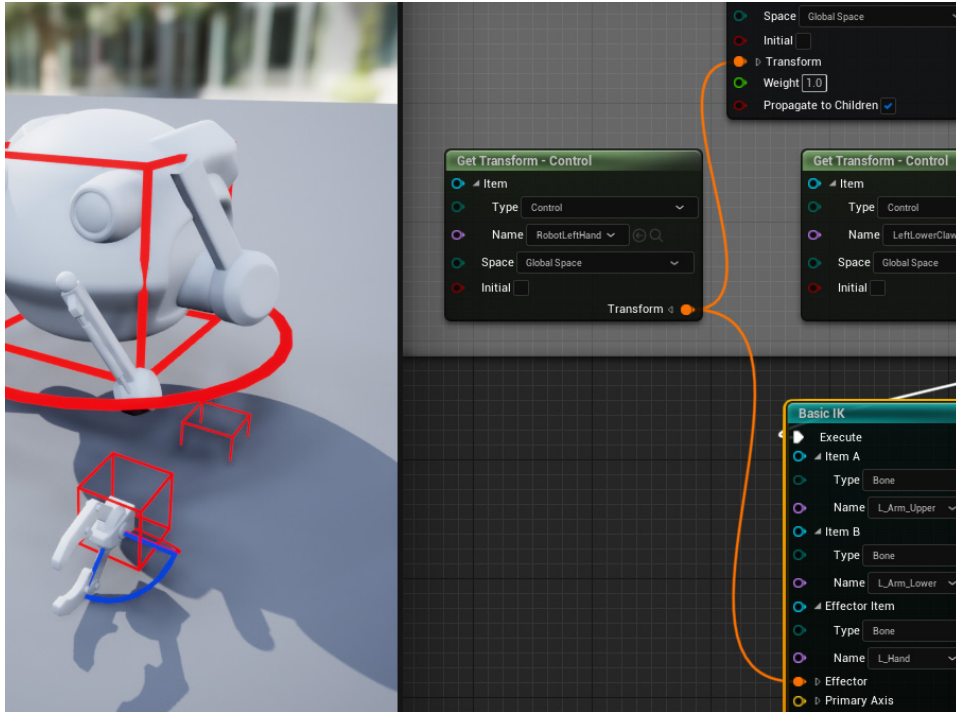 Space Global Space
Initial
Transform
Weight 1.0
Propagate to Children
Get Transform - Control
Item
Type Control
Name RobotLeftHand
Space Global Space
Initial
Transform
Get Transform - Control
Item
Type Control
Name LeftLowerClaw
Space Global Space
Initial
Basic IK
Execute
Item A
Type Bone
Name L_Arm_Upper
Item B
Type Bone
Name L_Arm_Lower
Effector Item
Type Bone
Name L_Hand
Effector
Primary Axis